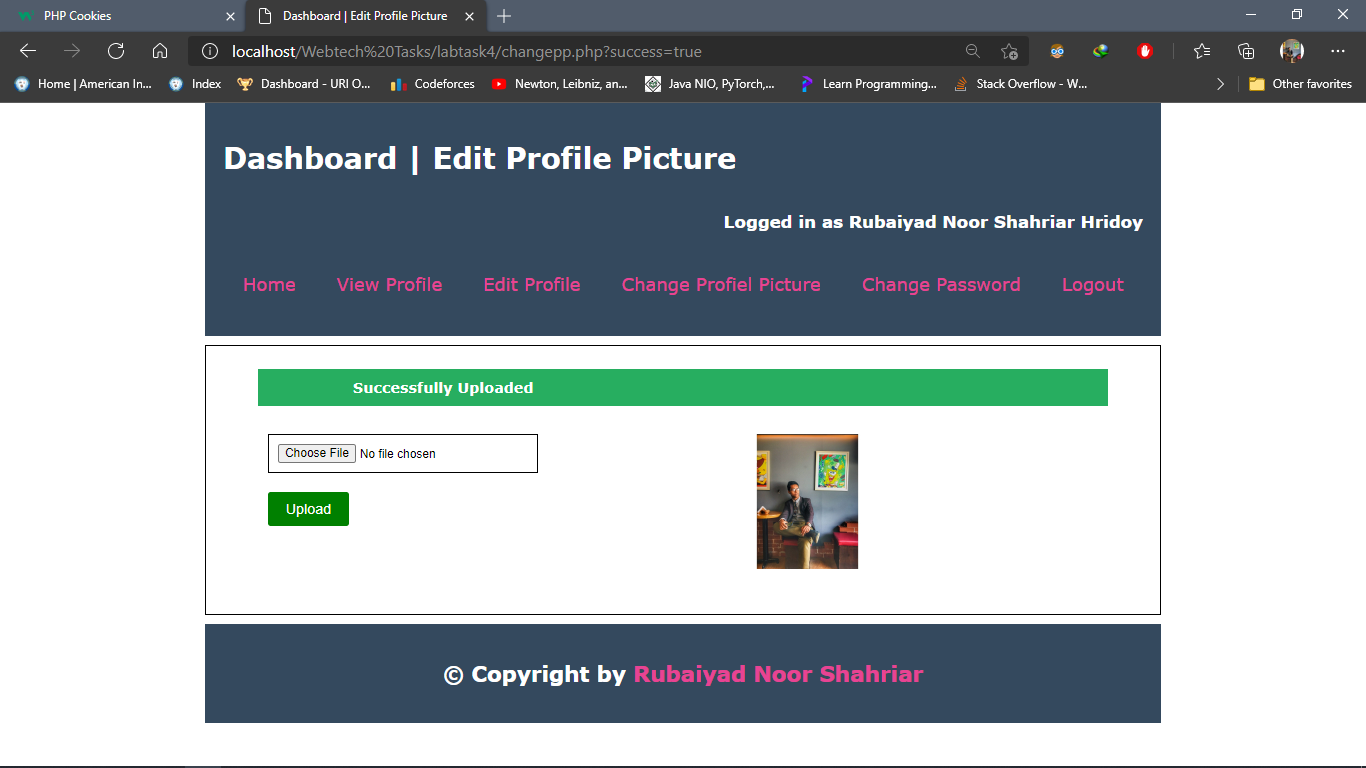 PHP Cookies
Dashboard | Edit Profile Picture
localhost/Webtech%20Tasks/labtask4/changepp.php?success=true
Home | American In... Index Dashboard - URI O... Codeforces Newton, Leibniz, an... Java NIO, PyTorch,... Learn Programming... Stack Overflow - W... Other favorites
Dashboard | Edit Profile Picture
Logged in as Rubaiyad Noor Shahriar Hridoy
Home View Profile Edit Profile Change Profiel Picture Change Password Logout
Successfully Uploaded
Choose File No file chosen
Upload
© Copyright by Rubaiyad Noor Shahriar